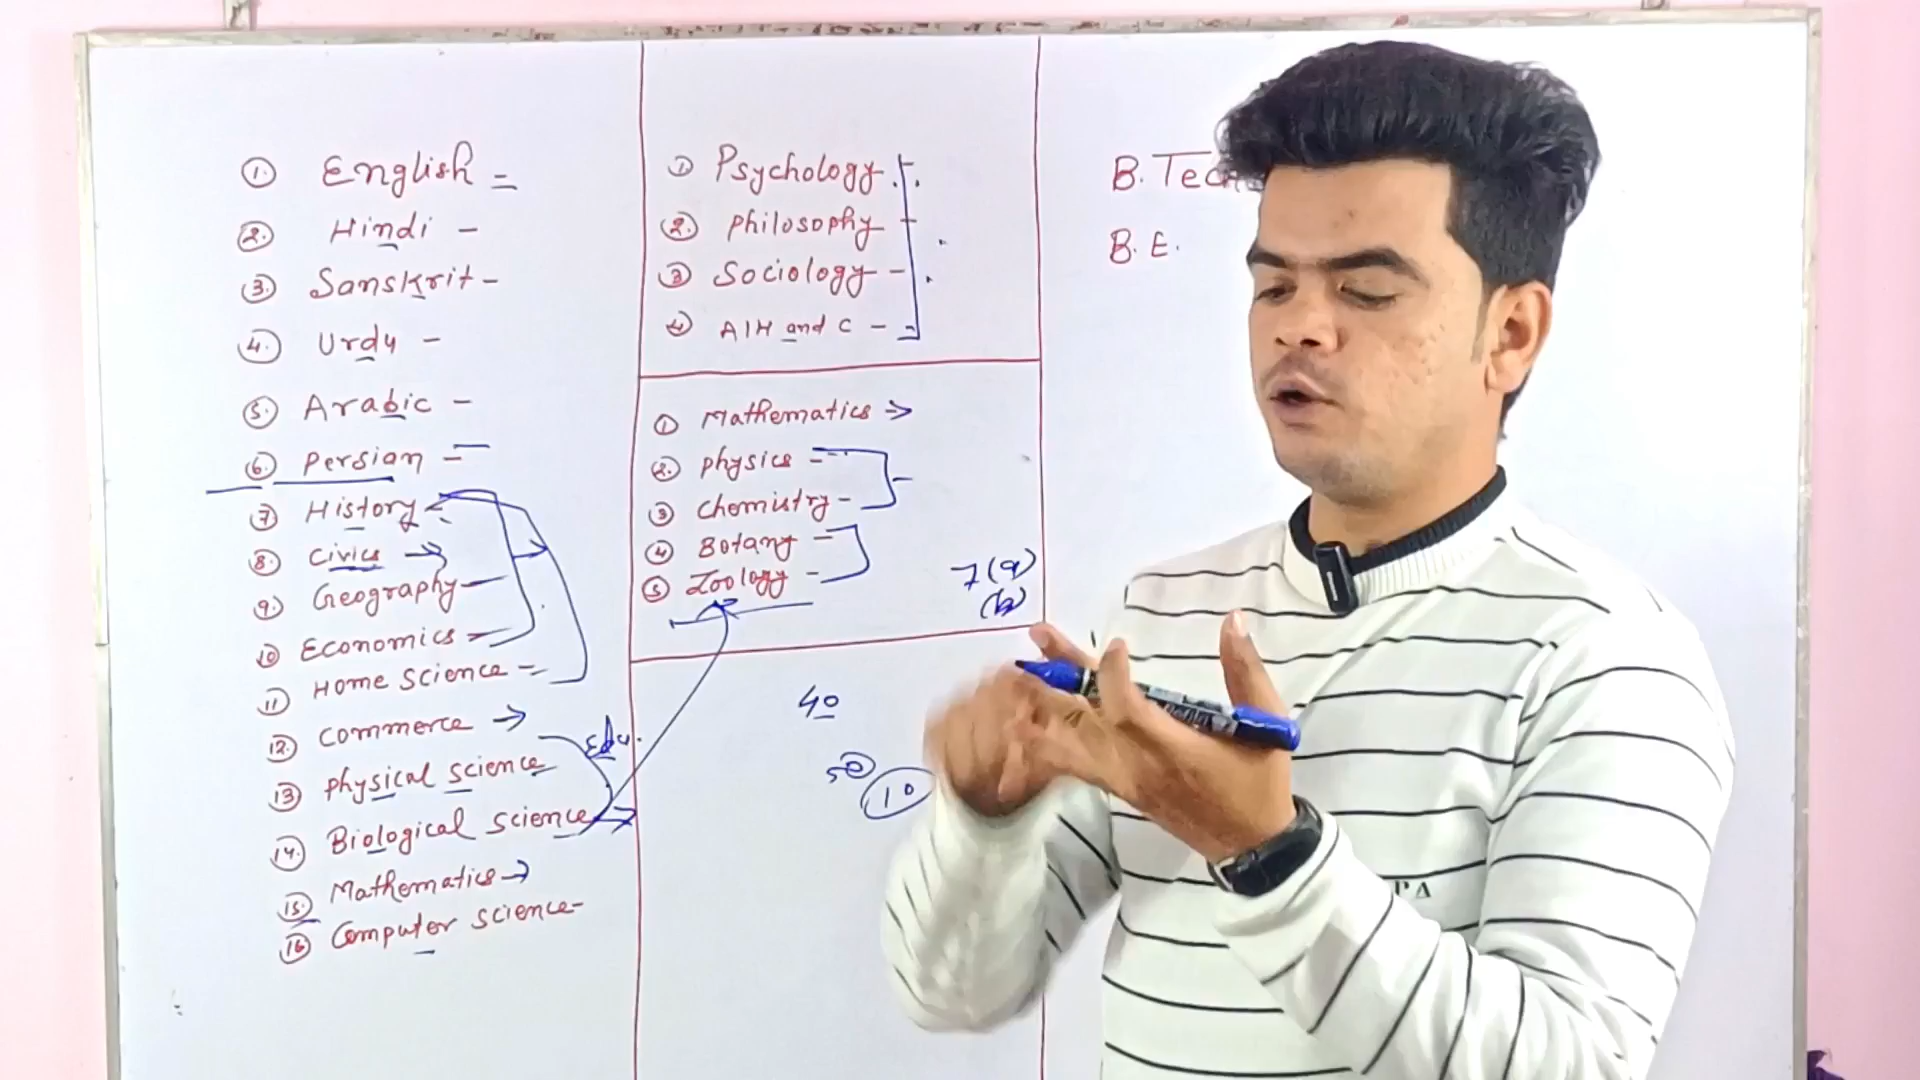 1. English =
2. Hindi -
3. Sanskrit -
4. Urdu -
5. Arabic -
6. Persian -
7 History
8. Civics
9. Geography
10 Economics
11 Home science -
12. commerce
13 physical science
14. Biological science
15. Mathematics
16 Computer science-
Edu.
1 Psychology
2. philosophy -
3 Sociology -
4 AIH and C -
1 Mathematics
2. physics -
3 chemistry -
4 Botany -
5 Zoology -
7 (a)
(b)
40
50
10
B.Tech
B. E.